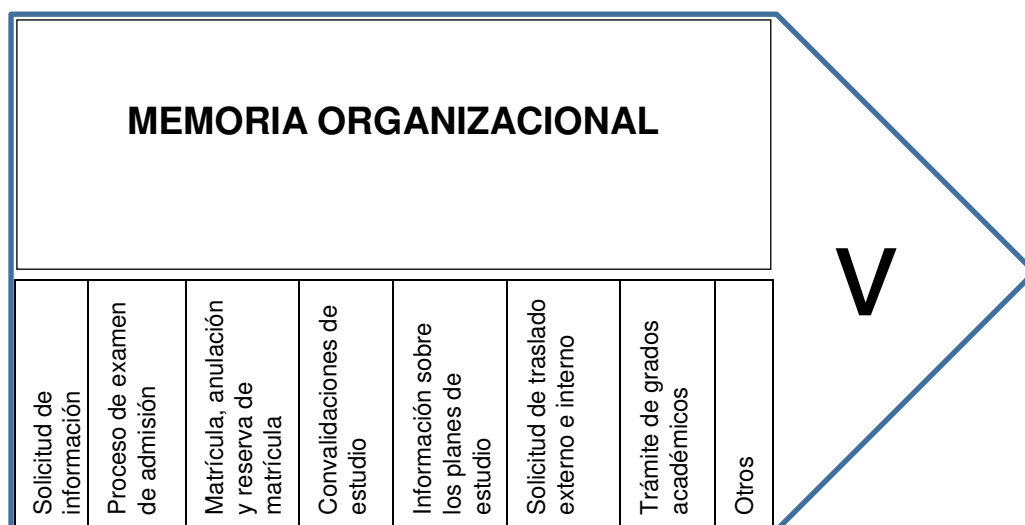 MEMORIA ORGANIZACIONAL
V
Solicitud de
información
Proceso de examen
de admisión
Matrícula, anulación
y reserva de
matrícula
Convalidaciones de
estudio
Información sobre
los planes de
estudio
Solicitud de traslado
externo e interno
Trámite de grados
académicos
Otros